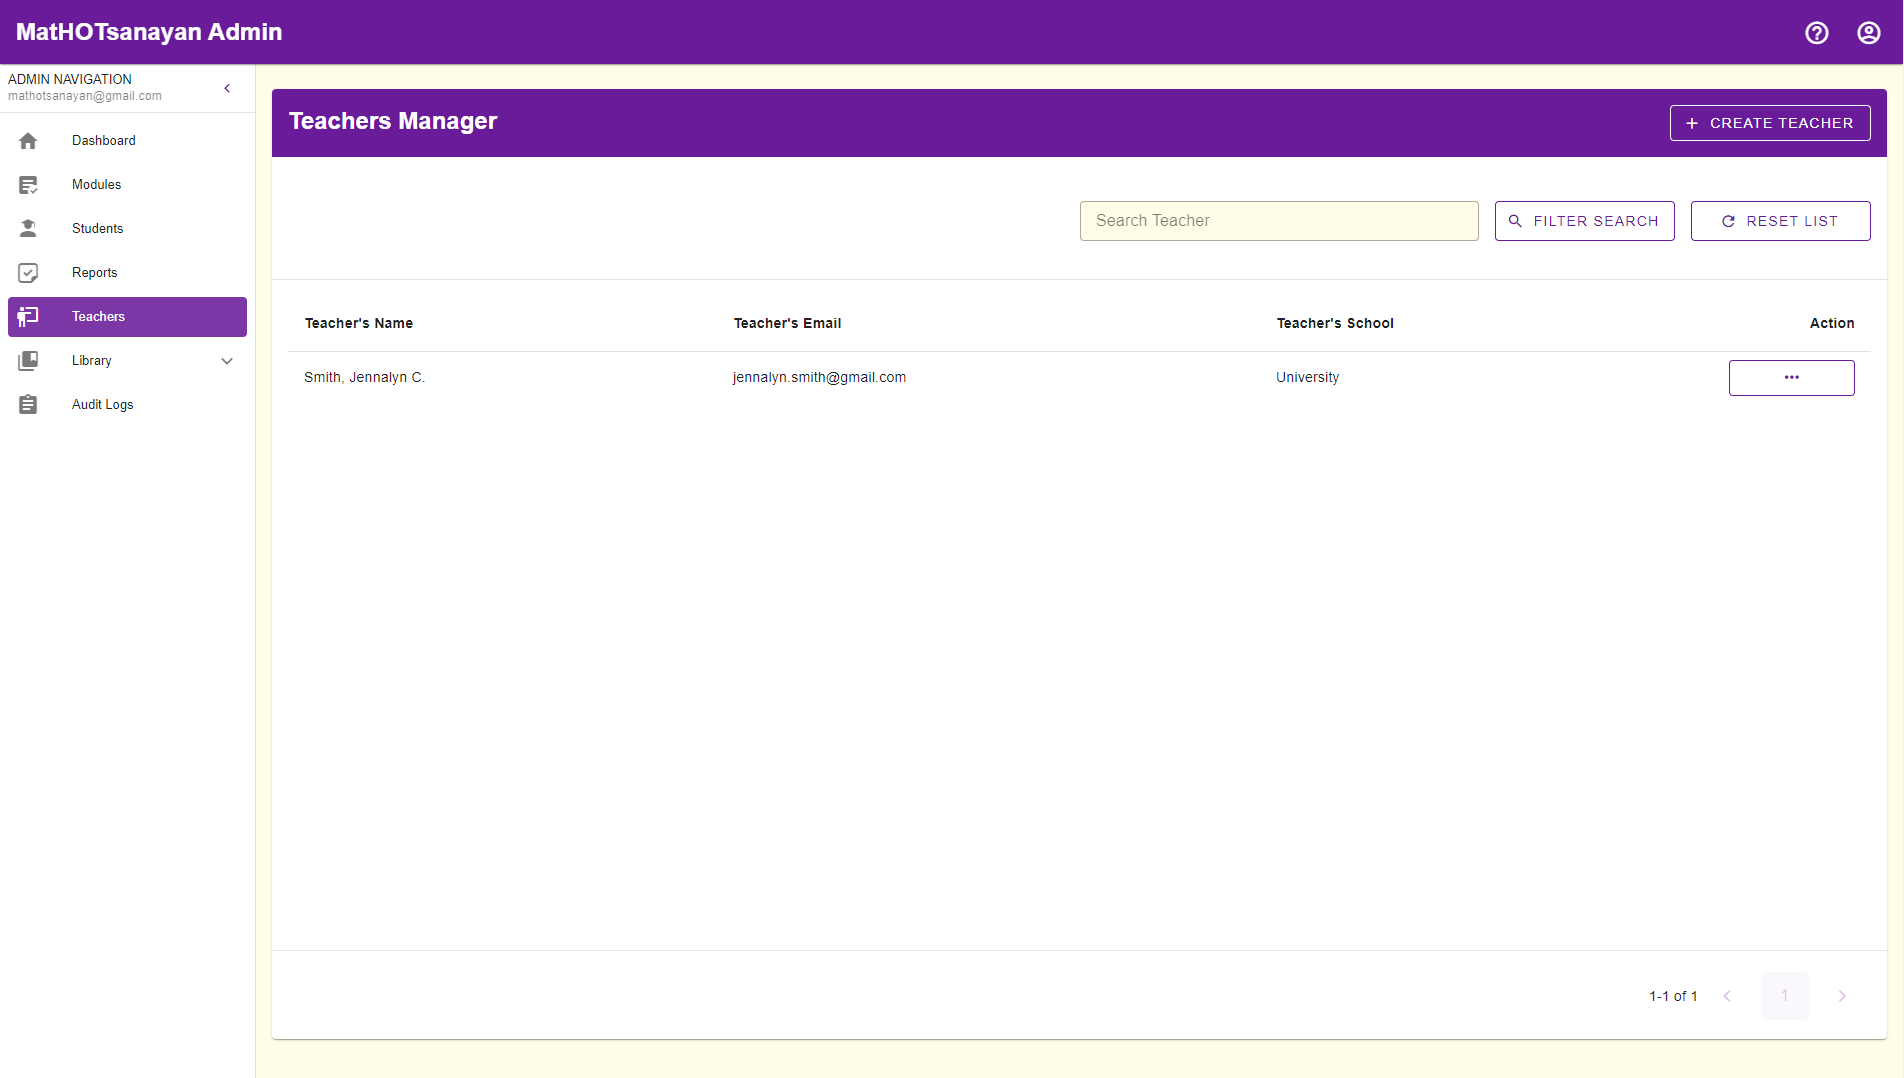 MatHOTsanayan Admin
ADMIN NAVIGATION
mathotsanayan@gmail.com
Dashboard
Modules
Students
Reports
Teachers
Library
Audit Logs
Teachers Manager
CREATE TEACHER
Search Teacher
FILTER SEARCH
RESET LIST
Teacher's Name Teacher's Email Teacher's School Action
Smith, Jennalyn C. jennalyn.smith@gmail.com University
1-1 of 1
1